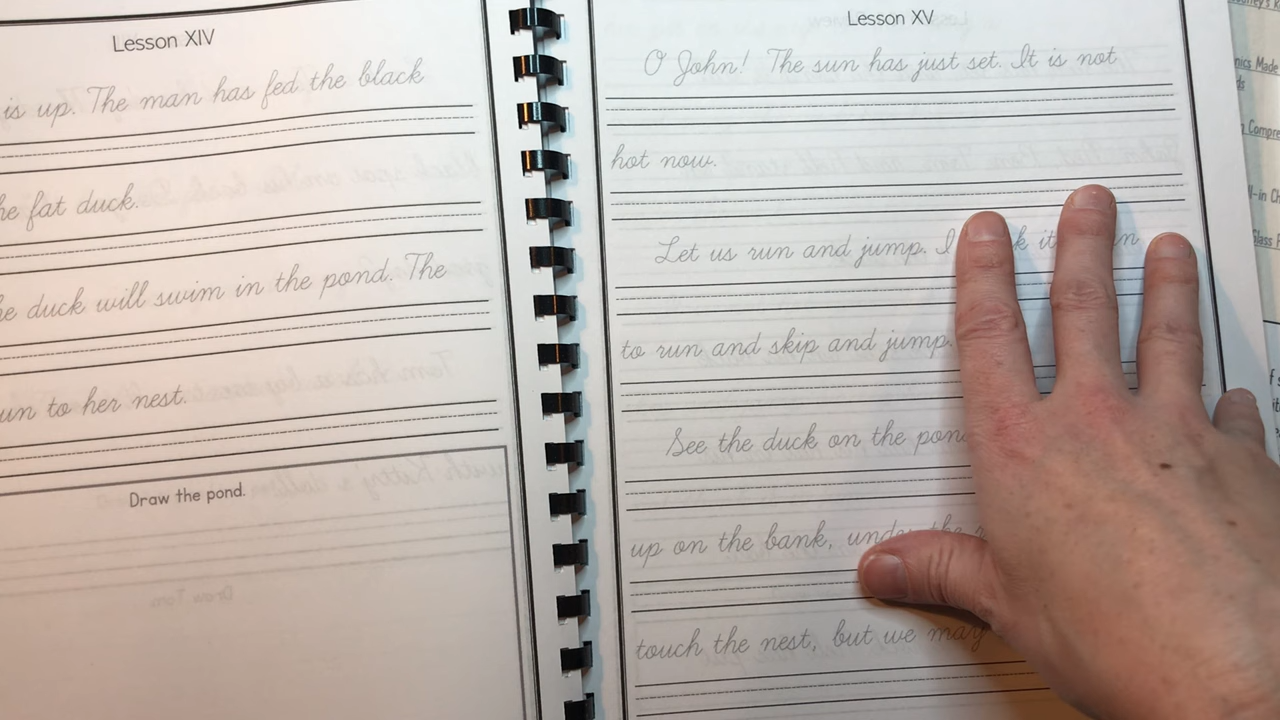 Lesson XIV
is up. The man has fed the black
he fat duck.
he duck will swim in the pond. The
un to her nest.
Draw the pond.
Lesson XV
O John! The sun has just set. It is not
hot now.
Let us run and jump. I
to run and skip and jump.
See the duck on the pond
up on the bank, under the
touch the nest, but we may